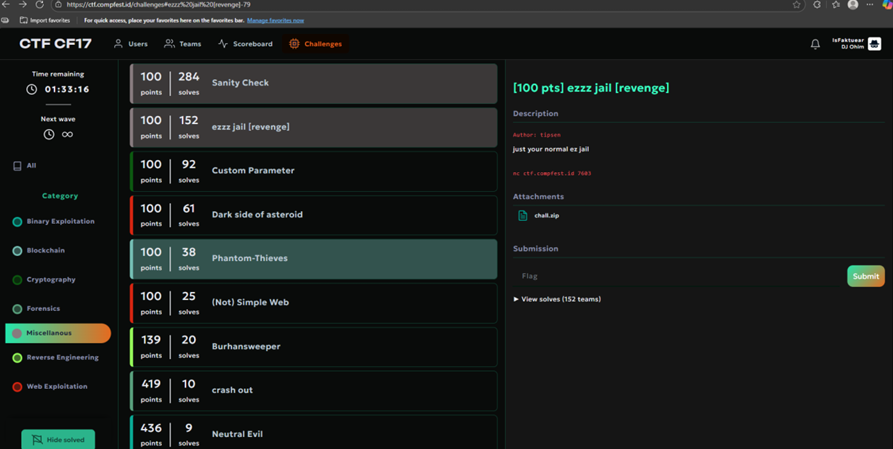 https://ctf.compfest.id/challenges#ezzz%20jail%20[revenge]-79
Import favorites
For quick access, place your favorites here on the favorites bar. Manage favorites now
CTF CF17
Users
Teams
Scoreboard
Challenges
IsFaktuear
0J Ohim
Time remaining
01:33:16
Next wave
∞
All
Category
Binary Exploitation
Blockchain
Cryptography
Forensics
Miscellanous
Reverse Engineering
Web Exploitation
Hide solved
100 points 284 solves Sanity Check
100 points 152 solves ezzz jail [revenge]
100 points 92 solves Custom Parameter
100 points 61 solves Dark side of asteroid
100 points 38 solves Phantom-Thieves
100 points 25 solves (Not) Simple Web
139 points 20 solves Burhansweeper
419 points 10 solves crash out
436 points 9 solves Neutral Evil
[100 pts] ezzz jail [revenge]
Description
Author: tipsen
just your normal ez jail
nc ctf.compfest.id 7603
Attachments
chall.zip
Submission
Flag
Submit
► View solves (152 teams)